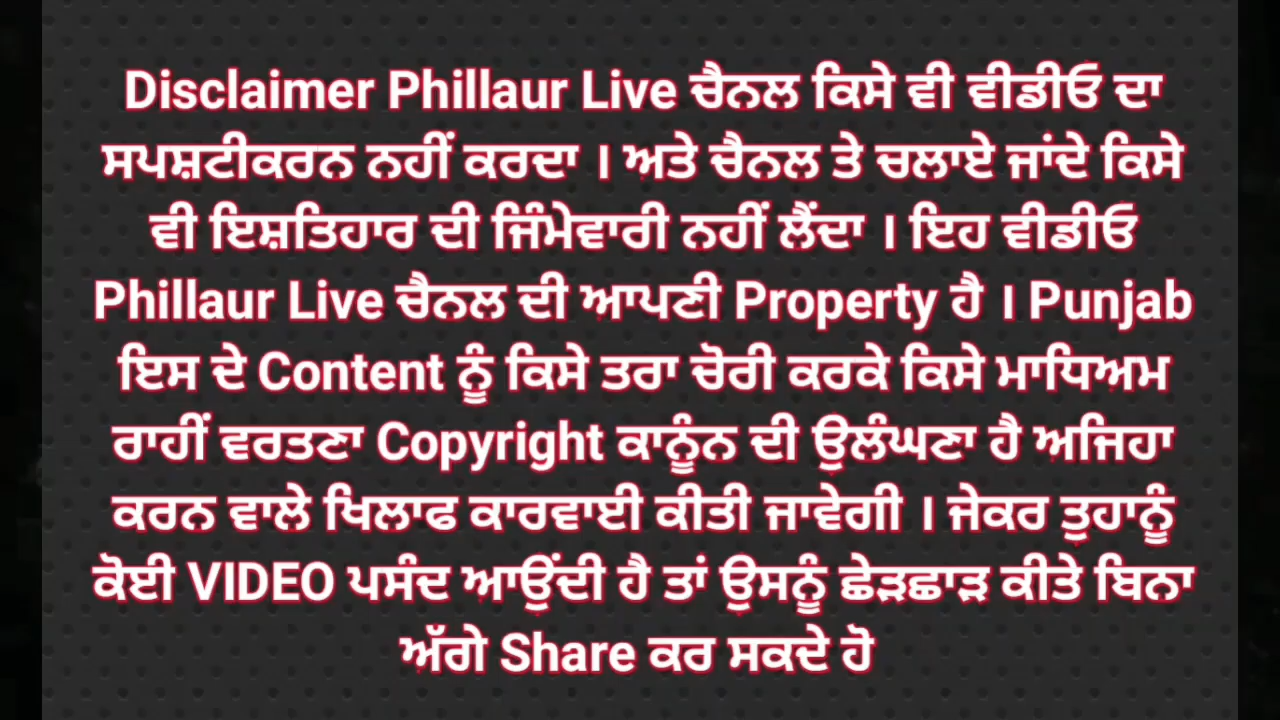 Disclaimer Phillaur Live ਚੈਨਲ ਕਿਸੇ ਵੀ ਵੀਡੀਓ ਦਾ
ਸਪਸ਼ਟੀਕਰਨ ਨਹੀਂ ਕਰਦਾ । ਅਤੇ ਚੈਨਲ ਤੇ ਚਲਾਏ ਜਾਂਦੇ ਕਿਸੇ
ਵੀ ਇਸ਼ਤਿਹਾਰ ਦੀ ਜਿੰਮੇਵਾਰੀ ਨਹੀਂ ਲੈਂਦਾ । ਇਹ ਵੀਡੀਓ
Phillaur Live ਚੈਨਲ ਦੀ ਆਪਣੀ Property ਹੈ । Punjab
ਇਸ ਦੇ Content ਨੂੰ ਕਿਸੇ ਤਰਾ ਚੋਰੀ ਕਰਕੇ ਕਿਸੇ ਮਾਧਿਅਮ
ਰਾਹੀਂ ਵਰਤਣਾ Copyright ਕਾਨੂੰਨ ਦੀ ਉਲੰਘਣਾ ਹੈ ਅਜਿਹਾ
ਕਰਨ ਵਾਲੇ ਖਿਲਾਫ ਕਾਰਵਾਈ ਕੀਤੀ ਜਾਵੇਗੀ । ਜੇਕਰ ਤੁਹਾਨੂੰ
ਕੋਈ VIDEO ਪਸੰਦ ਆਉਂਦੀ ਹੈ ਤਾਂ ਉਸਨੂੰ ਛੇੜਛਾੜ ਕੀਤੇ ਬਿਨਾ
ਅੱਗੇ Share ਕਰ ਸਕਦੇ ਹੋ